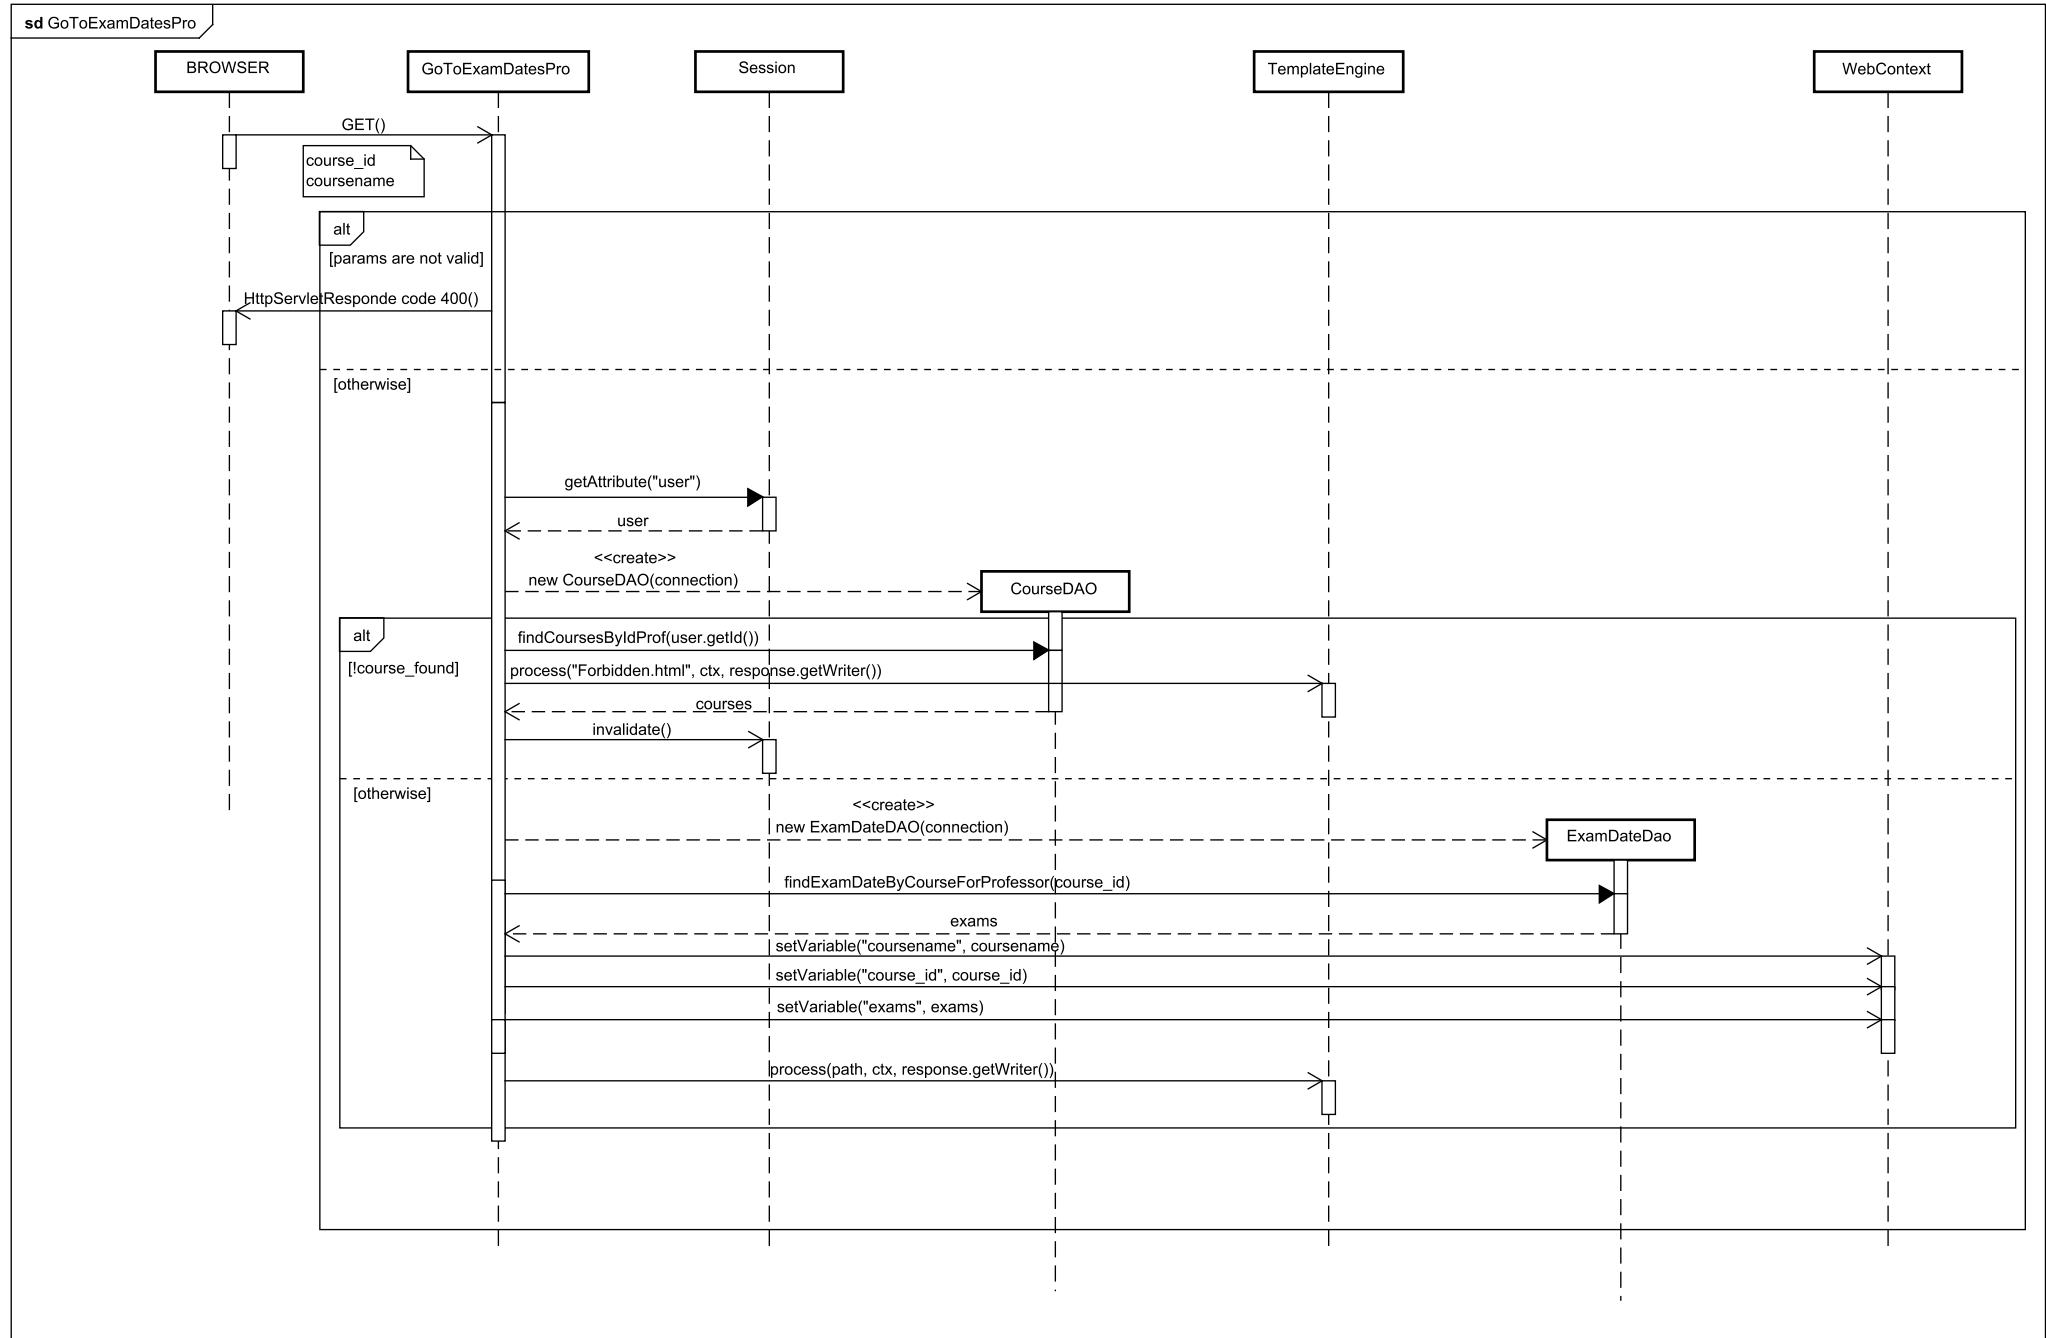 sd GoToExamDatesPro
BROWSER
GoToExamDatesPro
Session
TemplateEngine
WebContext
GET()
course_id
coursename
alt
[params are not valid]
HttpServletResponde code 400()
[otherwise]
getAttribute("user")
user
<<create>>
new CourseDAO(connection)
CourseDAO
alt
findCoursesByIdProf(user.getId())
[!course_found]
process("Forbidden.html", ctx, response.getWriter())
courses
invalidate()
[otherwise]
<<create>>
new ExamDateDAO(connection)
ExamDateDao
findExamDateByCourseForProfessor(course_id)
exams
setVariable("coursename", coursename)
setVariable("course_id", course_id)
setVariable("exams", exams)
process(path, ctx, response.getWriter())